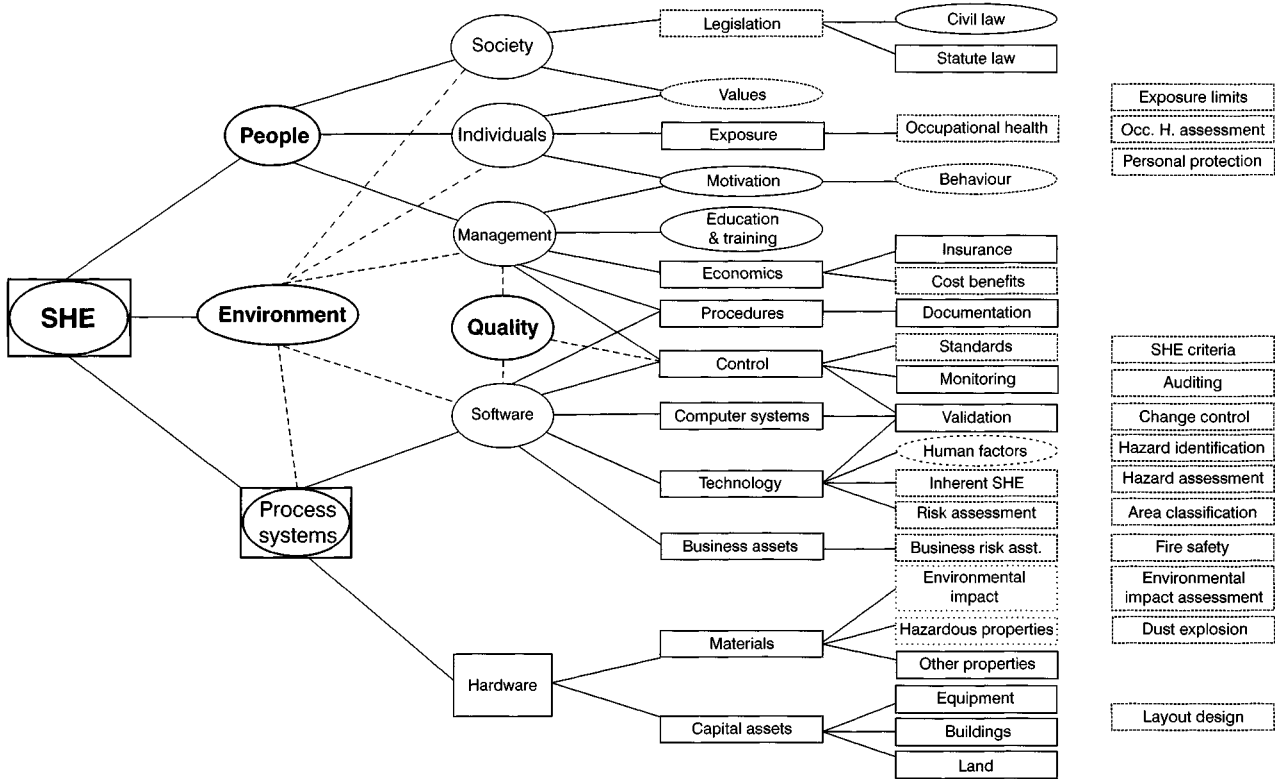 SHE
People
Environment
Process
systems
Society
Individuals
Management
Quality
Software
Hardware
Legislation
Values
Exposure
Motivation
Education
& training
Economics
Procedures
Control
Computer systems
Technology
Business assets
Materials
Capital assets
Civil law
Statute law
Occupational health
Behaviour
Insurance
Cost benefits
Documentation
Standards
Monitoring
Validation
Human factors
Inherent SHE
Risk assessment
Business risk asst.
Environmental
impact
Hazardous properties
Other properties
Equipment
Buildings
Land
Exposure limits
Occ. H. assessment
Personal protection
SHE criteria
Auditing
Change control
Hazard identification
Hazard assessment
Area classification
Fire safety
Environmental
impact assessment
Dust explosion
Layout design